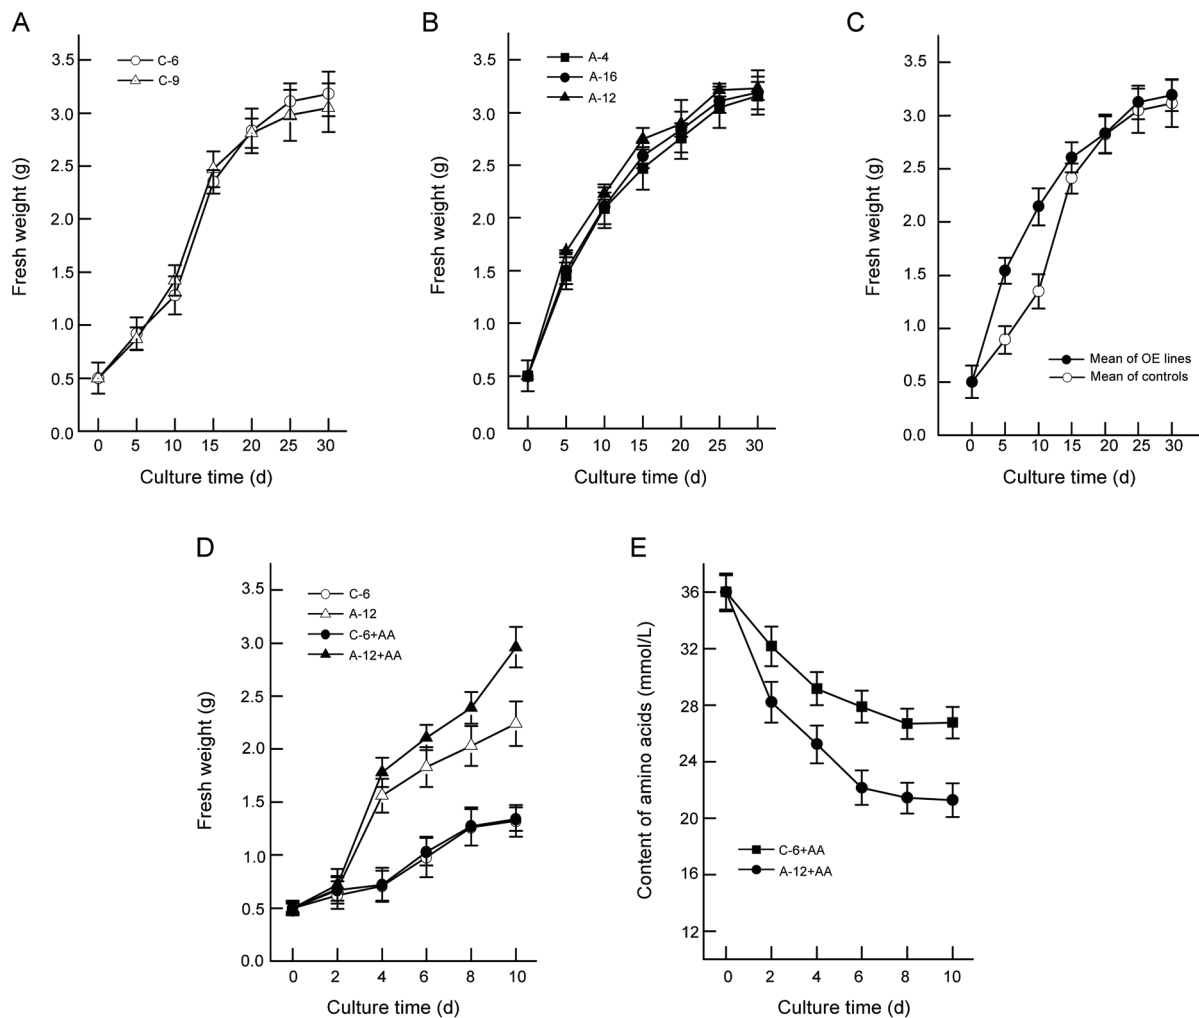 A
C-6
C-9
3.5
3.0
2.5
2.0
1.5
1.0
0.5
0.0
Fresh weight (g)
0 5 10 15 20 25 30
Culture time (d)
B
A-4
A-16
A-12
3.5
3.0
2.5
2.0
1.5
1.0
0.5
0.0
Fresh weight (g)
0 5 10 15 20 25 30
Culture time (d)
C
3.5
3.0
2.5
2.0
1.5
1.0
0.5
0.0
Fresh weight (g)
Mean of OE lines
Mean of controls
0 5 10 15 20 25 30
Culture time (d)
D
C-6
A-12
C-6+AA
A-12+AA
3.5
3.0
2.5
2.0
1.5
1.0
0.5
0.0
Fresh weight (g)
0 2 4 6 8 10
Culture time (d)
E
36
32
28
24
20
16
12
Content of amino acids (mmol/L)
C-6+AA
A-12+AA
0 2 4 6 8 10
Culture time (d)